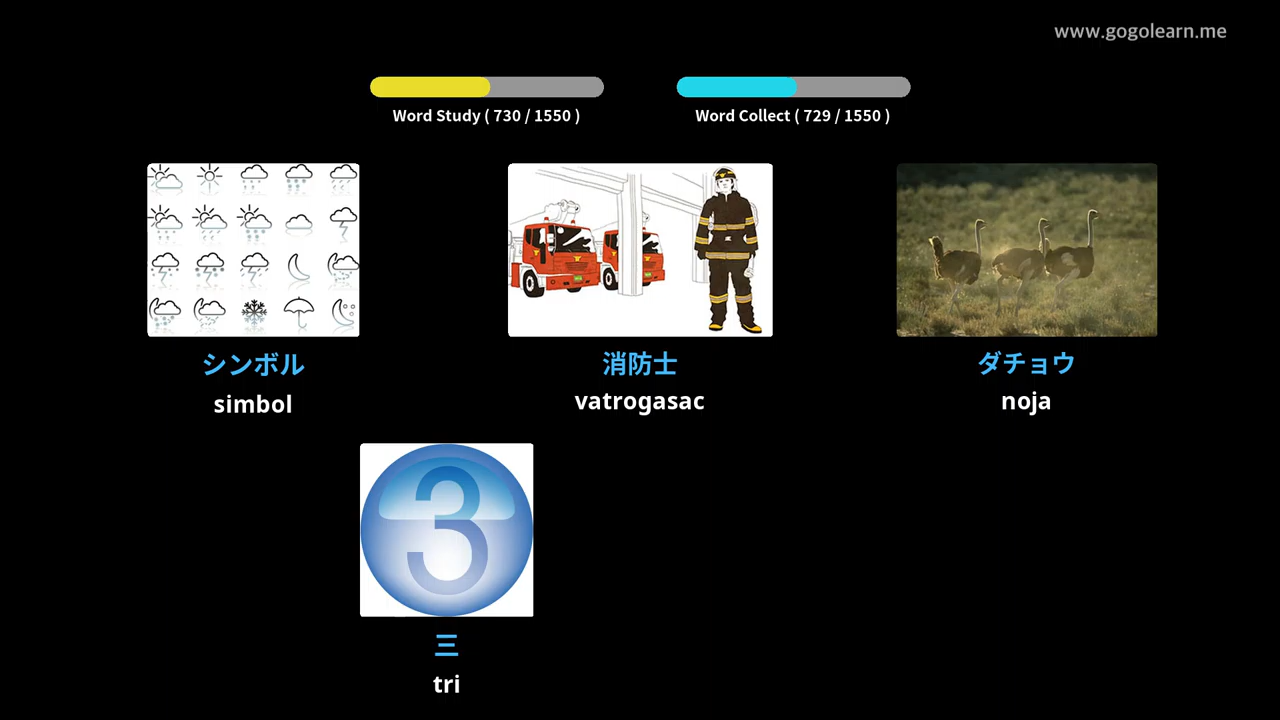 www.gogolearn.me
Word Study ( 730 / 1550 )
Word Collect ( 729 / 1550 )
シンボル
simbol
消防士
vatrogasac
ダチョウ
noja
3
三
tri